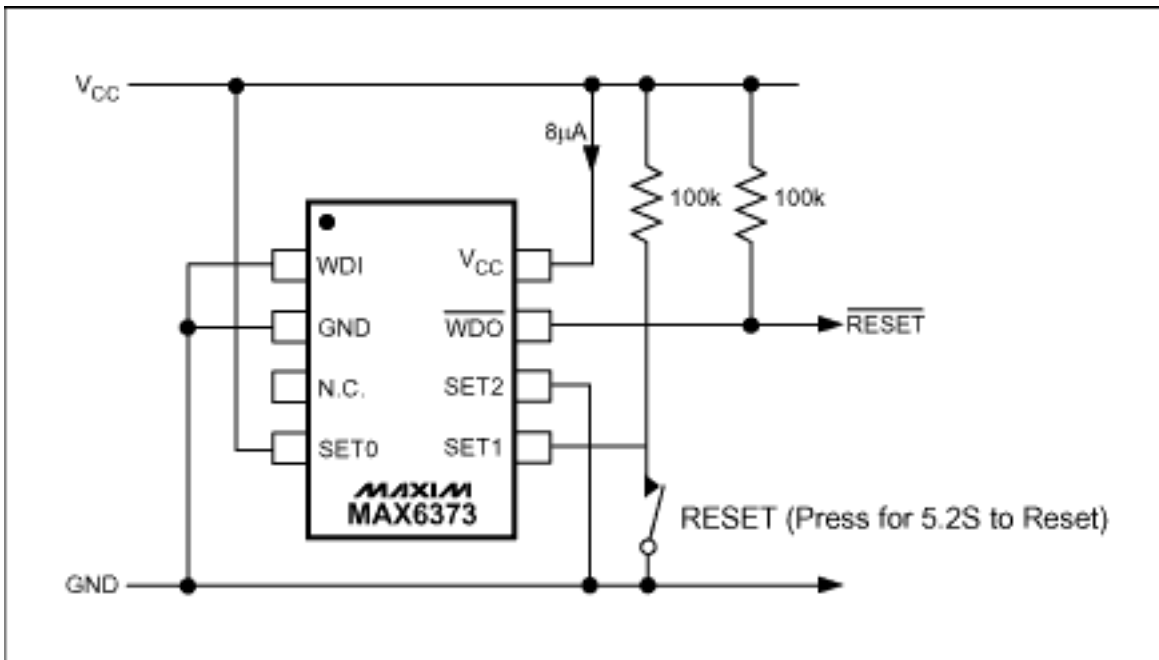 VCC
8μA
100k
100k
WDI
VCC
GND
WDO
RESET
N.C.
SET2
SET0
SET1
MAXIM
MAX6373
RESET (Press for 5.2S to Reset)
GND